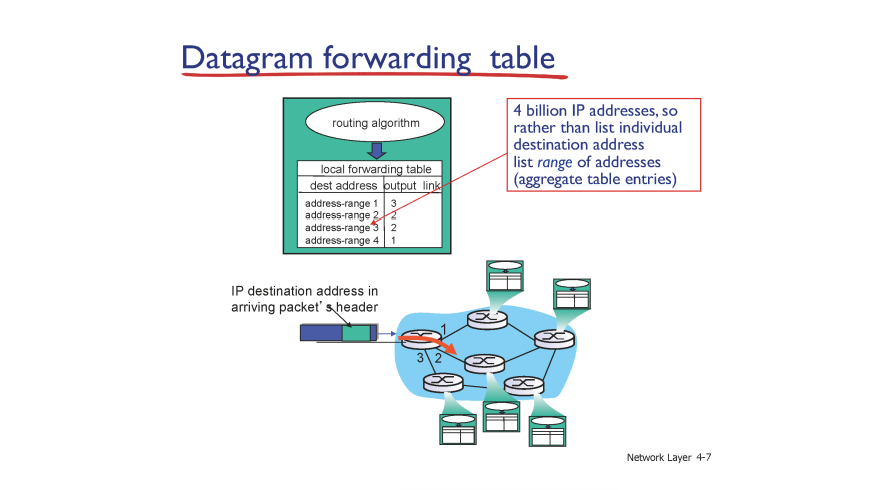 Datagram forwarding table
routing algorithm
local forwarding table
dest address output link
address-range 1 3
address-range 2 2
address-range 3 2
address-range 4 1
4 billion IP addresses, so
rather than list individual
destination address
list range of addresses
(aggregate table entries)
IP destination address in
arriving packet’s header
1
3 2
Network Layer 4-7